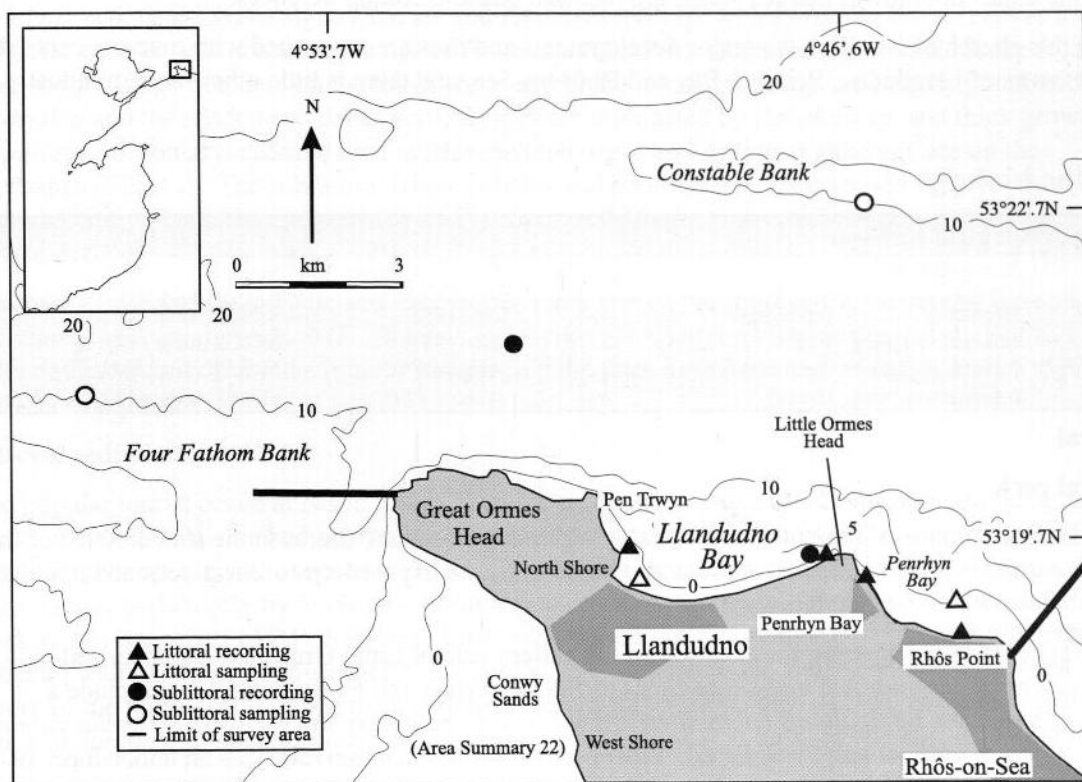 4°53'.7W
4°46'.6W
20
N
Constable Bank
53°22'.7N
10
0 km 3
20
20
10
Four Fathom Bank
Little Ormes
Head
Pen Trwyn
10
Great Ormes
Head
Llandudno
Bay
5
53°19'.7N
North Shore
Penrhyn
Bay
0
Penrhyn Bay
Llandudno
Rhôs Point
0
0
Conwy
Sands
Littoral recording
Littoral sampling
Sublittoral recording
Sublittoral sampling
Limit of survey area
(Area Summary 22)
West Shore
Rhôs-on-Sea